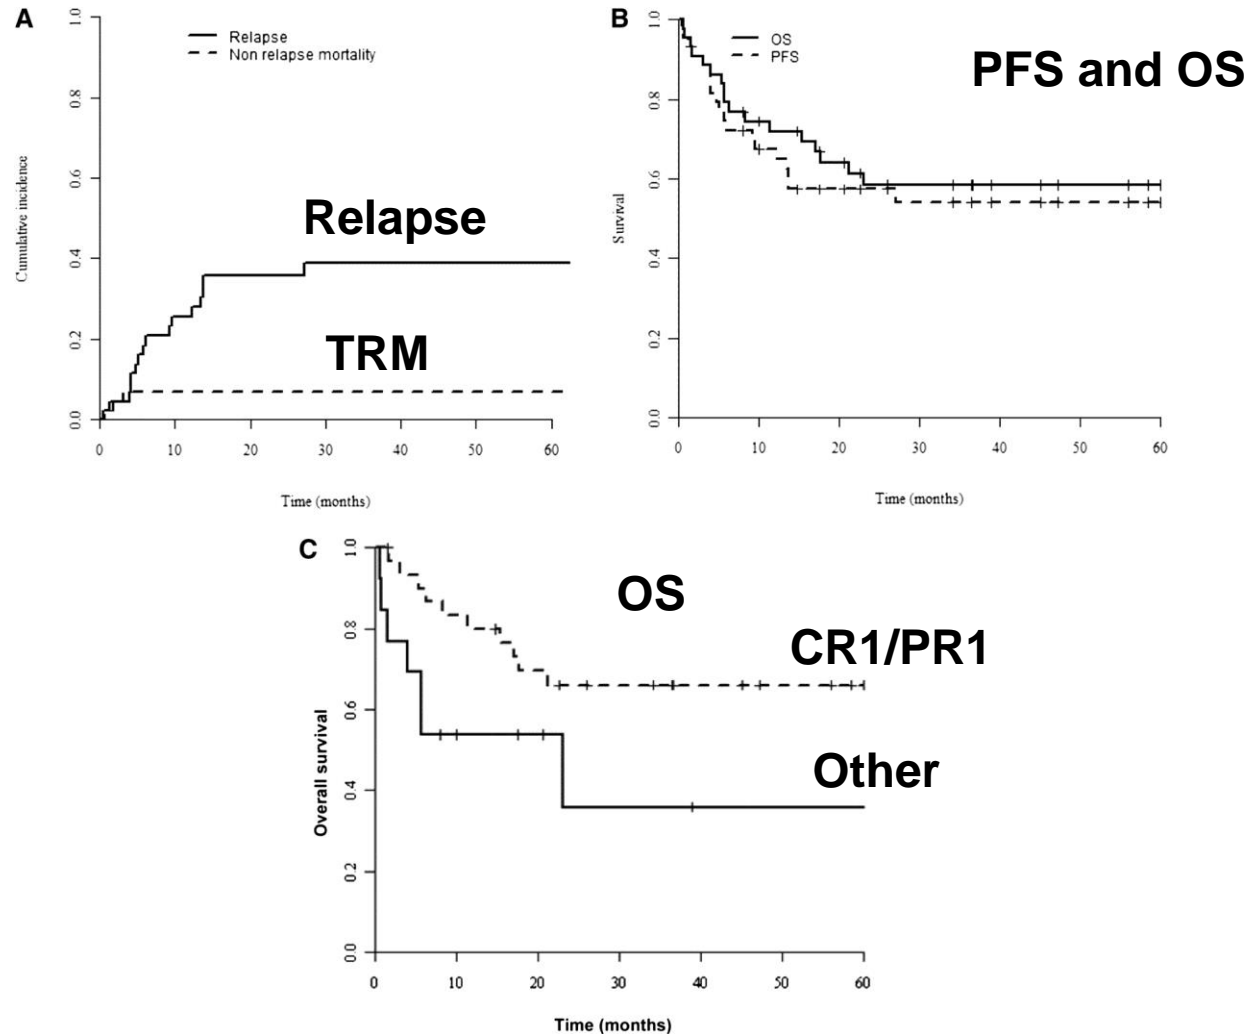 A
Relapse
Non relapse mortality
Cumulative incidence
1.0
0.8
0.6
0.4
0.2
0.0
Relapse
TRM
0 10 20 30 40 50 60
Time (months)
B
OS
PFS
PFS and OS
Survival
1.0
0.8
0.6
0.4
0.2
0.0
0 10 20 30 40 50 60
Time (months)
C
OS
CR1/PR1
Other
Overall survival
1.0
0.8
0.6
0.4
0.2
0.0
0 10 20 30 40 50 60
Time (months)